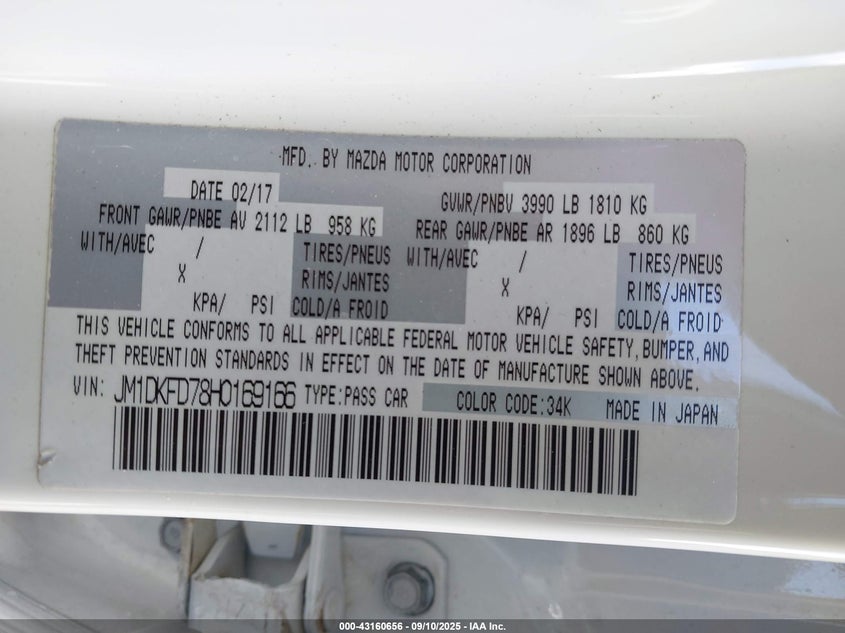 MFD. BY MAZDA MOTOR CORPORATION
DATE 02/17 GVWR/PNBV 3990 LB 1810 KG
FRONT GAWR/PNBE AV 2112 LB 958 KG REAR GAWR/PNBE AR 1896 LB 860 KG
WITH/AVEC / TIRES/PNEUS WITH/AVEC / TIRES/PNEUS
X RIMS/JANTES X RIMS/JANTES
KPA/ PSI COLD/A FROID KPA/ PSI COLD/A FROID
THIS VEHICLE CONFORMS TO ALL APPLICABLE FEDERAL MOTOR VEHICLE SAFETY, BUMPER, AND
THEFT PREVENTION STANDARDS IN EFFECT ON THE DATE OF MANUFACTURE SHOWN ABOVE.
VIN: JM1DKFD78H0169166 TYPE:PASS CAR COLOR CODE:34K MADE IN JAPAN
000-43160656 - 09/10/2025 - IAA Inc.